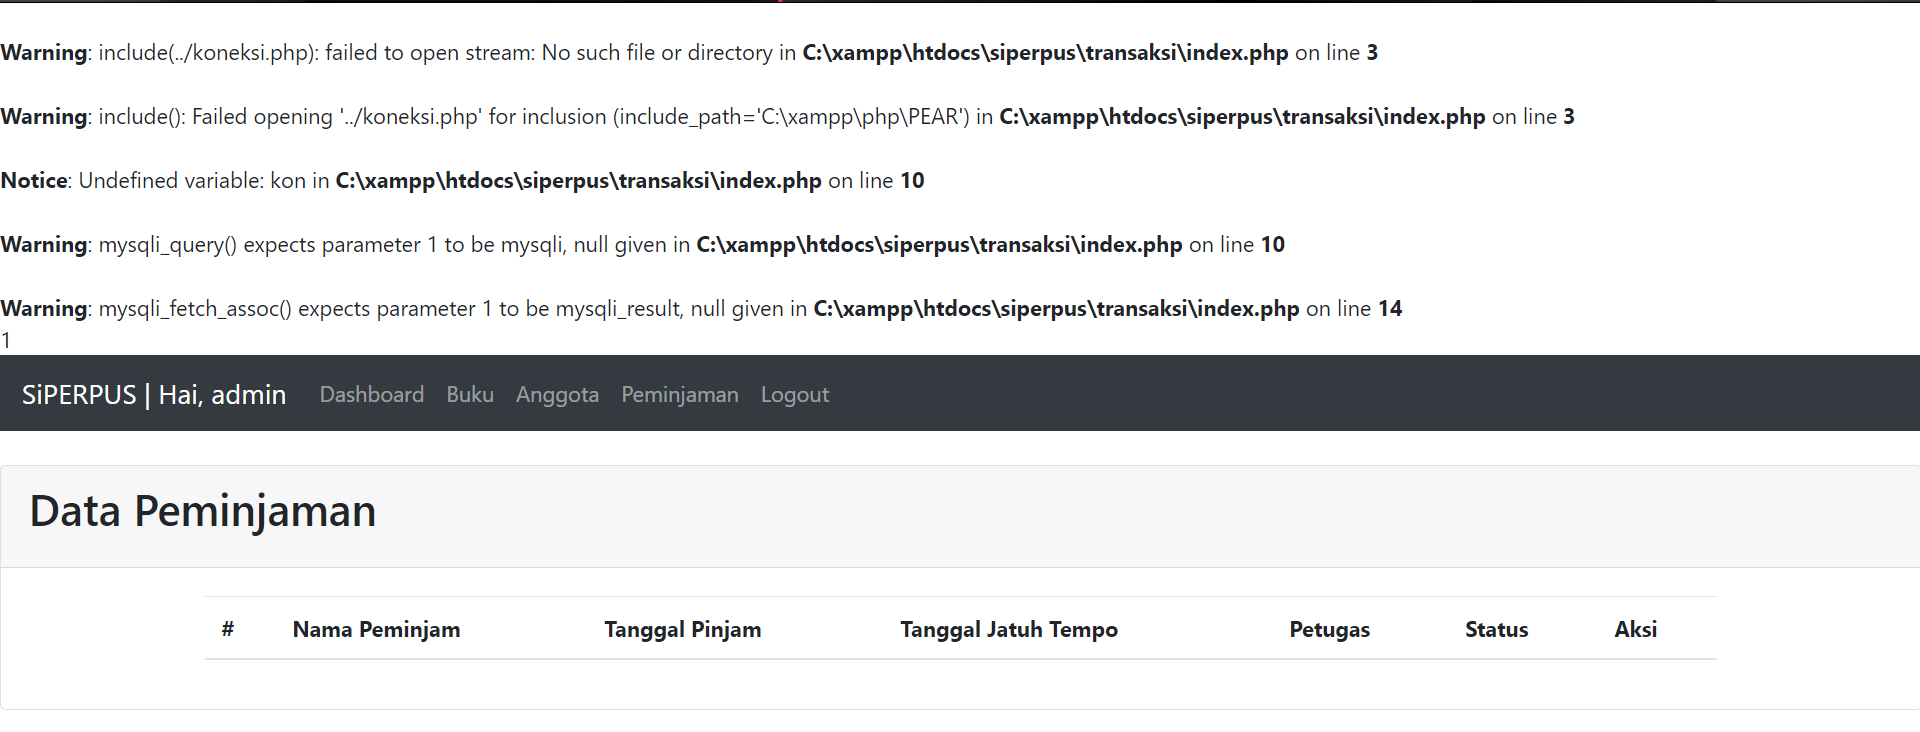 Warning: include(../koneksi.php): failed to open stream: No such file or directory in C:\xampp\htdocs\siperpus\transaksi\index.php on line 3
Warning: include(): Failed opening '../koneksi.php' for inclusion (include_path='C:\xampp\php\PEAR') in C:\xampp\htdocs\siperpus\transaksi\index.php on line 3
Notice: Undefined variable: kon in C:\xampp\htdocs\siperpus\transaksi\index.php on line 10
Warning: mysqli_query() expects parameter 1 to be mysqli, null given in C:\xampp\htdocs\siperpus\transaksi\index.php on line 10
Warning: mysqli_fetch_assoc() expects parameter 1 to be mysqli_result, null given in C:\xampp\htdocs\siperpus\transaksi\index.php on line 14
1
SiPERPUS | Hai, admin Dashboard Buku Anggota Peminjaman Logout
Data Peminjaman
# Nama Peminjam Tanggal Pinjam Tanggal Jatuh Tempo Petugas Status Aksi